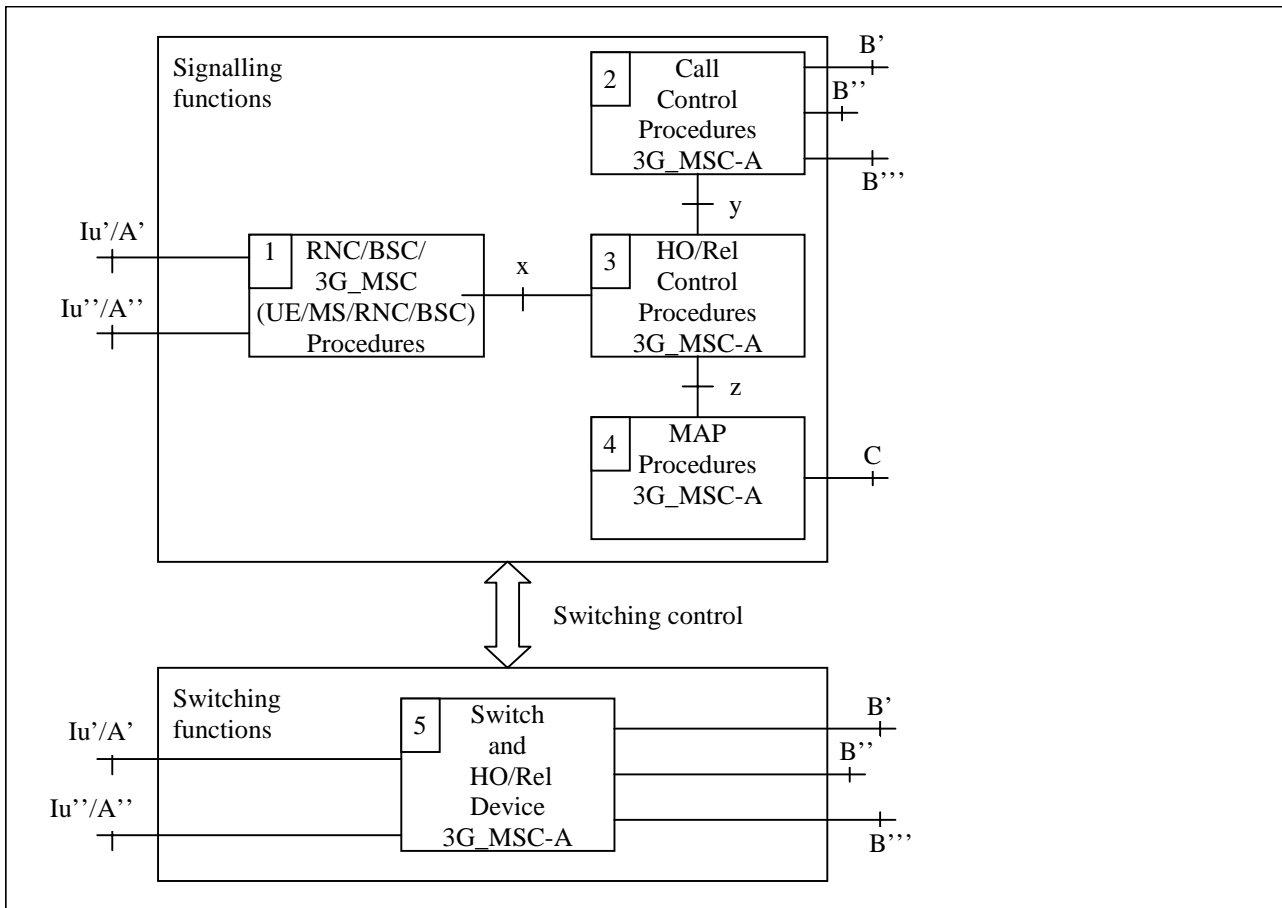 Signalling
functions
2
Call
Control
Procedures
3G_MSC-A
B'
B''
B'''
y
Iu'/A'
Iu''/A''
1
RNC/BSC/
3G_MSC
(UE/MS/RNC/BSC)
Procedures
x
3
HO/Rel
Control
Procedures
3G_MSC-A
z
4
MAP
Procedures
3G_MSC-A
C
Switching control
Switching
functions
Iu'/A'
Iu''/A''
5
Switch
and
HO/Rel
Device
3G_MSC-A
B'
B''
B'''